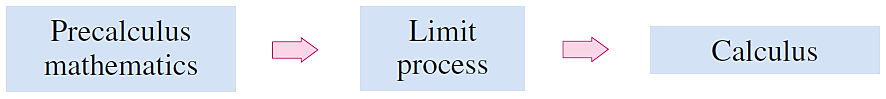 Precalculus
mathematics
Limit
process
Calculus